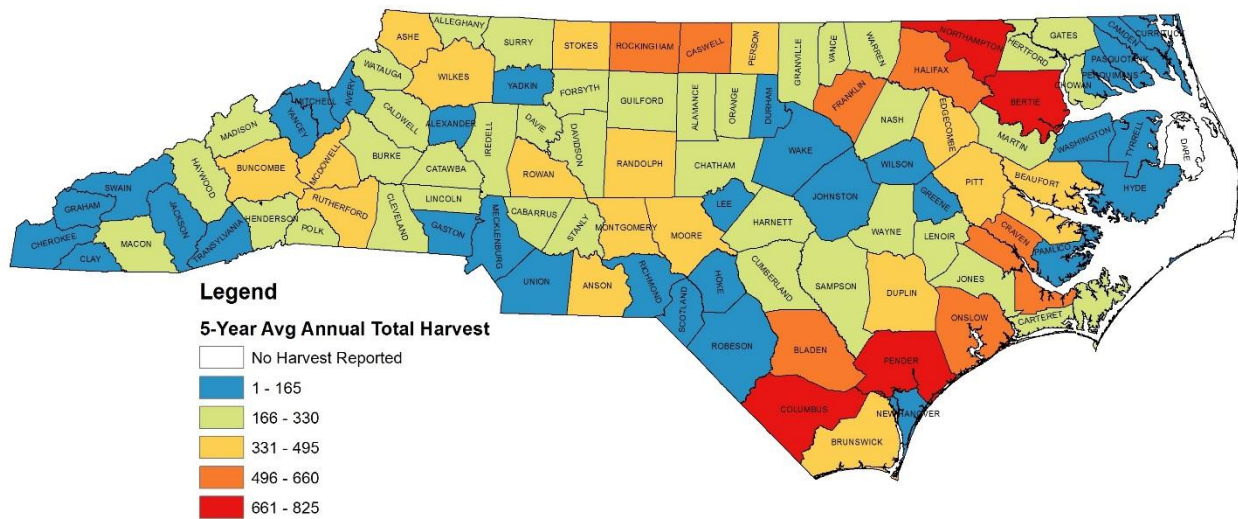 ALLEGHANY
ASHE
SURRY
STOKES
ROCKINGHAM
CASWELL
PERSON
GRANVILLE
VANCE
WARREN
NORTHAMPTON
HERTFORD
GATES
CAMDEN
CURRITUCK
PASQUOTANK
PERQUIMANS
CHOWAN
HALIFAX
BERTIE
WATAUGA
WILKES
YADKIN
FORSYTH
GUILFORD
ALAMANCE
ORANGE
DURHAM
FRANKLIN
NASH
EDGECOMBE
MARTIN
WASHINGTON
TYRRELL
DARE
MITCHELL
AVERY
YANCEY
CALDWELL
ALEXANDER
IREDELL
DAVIE
DAVIDSON
RANDOLPH
CHATHAM
WAKE
WILSON
PITT
BEAUFORT
HYDE
MADISON
HAYWOOD
BUNCOMBE
MCDOWELL
BURKE
CATAWBA
ROWAN
LEE
JOHNSTON
GREENE
SWAIN
GRAHAM
JACKSON
HENDERSON
RUTHERFORD
POLK
CLEVELAND
LINCOLN
GASTON
MECKLENBURG
CABARRUS
STANLY
MONTGOMERY
MOORE
HARNETT
WAYNE
LENOIR
CRAVEN
PAMLICO
CHEROKEE
CLAY
MACON
TRANSYLVANIA
UNION
ANSON
RICHMOND
SCOTLAND
HOKE
CUMBERLAND
SAMPSON
DUPLIN
JONES
ONSLOW
CARTERET
ROBESON
BLADEN
PENDER
COLUMBUS
NEW HANOVER
BRUNSWICK
Legend
5-Year Avg Annual Total Harvest
No Harvest Reported
1 - 165
166 - 330
331 - 495
496 - 660
661 - 825